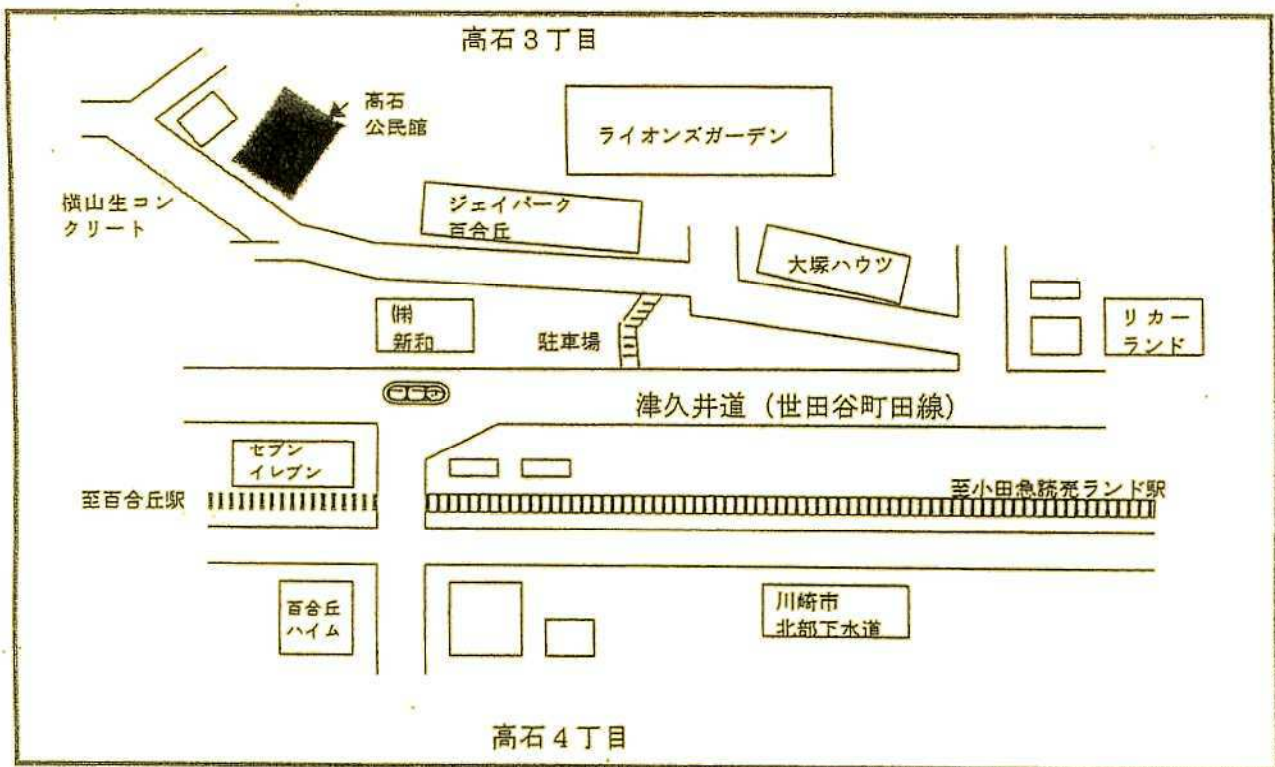 高石3丁目
高石
公民館
ライオンズガーデン
横山生コン
クリート
ジェイパーク
百合丘
大塚ハウツ
㈱
新和
駐車場
リカー
ランド
津久井道（世田谷町田線）
セブン
イレブン
至百合丘駅
至小田急読売ランド駅
百合丘
ハイム
川崎市
北部下水道
高石4丁目